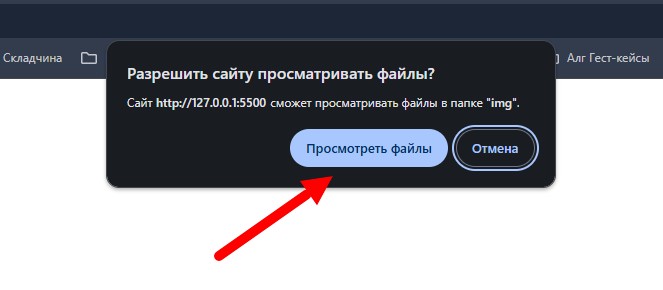 Складчина
Алг Гест-кейсы
Разрешить сайту просматривать файлы?
Сайт http://127.0.0.1:5500 сможет просматривать файлы в папке "img".
Просмотреть файлы
Отмена